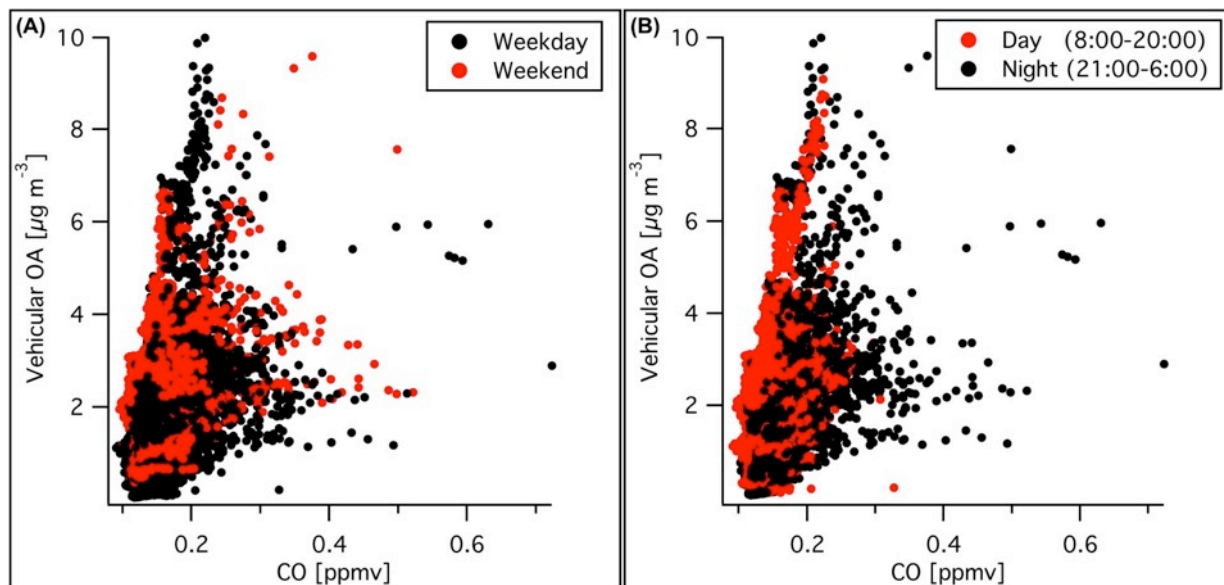 (A)
Weekday
Weekend
10
8
6
4
2
Vehicular OA [µg m⁻³]
0.2 0.4 0.6
CO [ppmv]
(B)
Day (8:00-20:00)
Night (21:00-6:00)
10
8
6
4
2
Vehicular OA [µg m⁻³]
0.2 0.4 0.6
CO [ppmv]